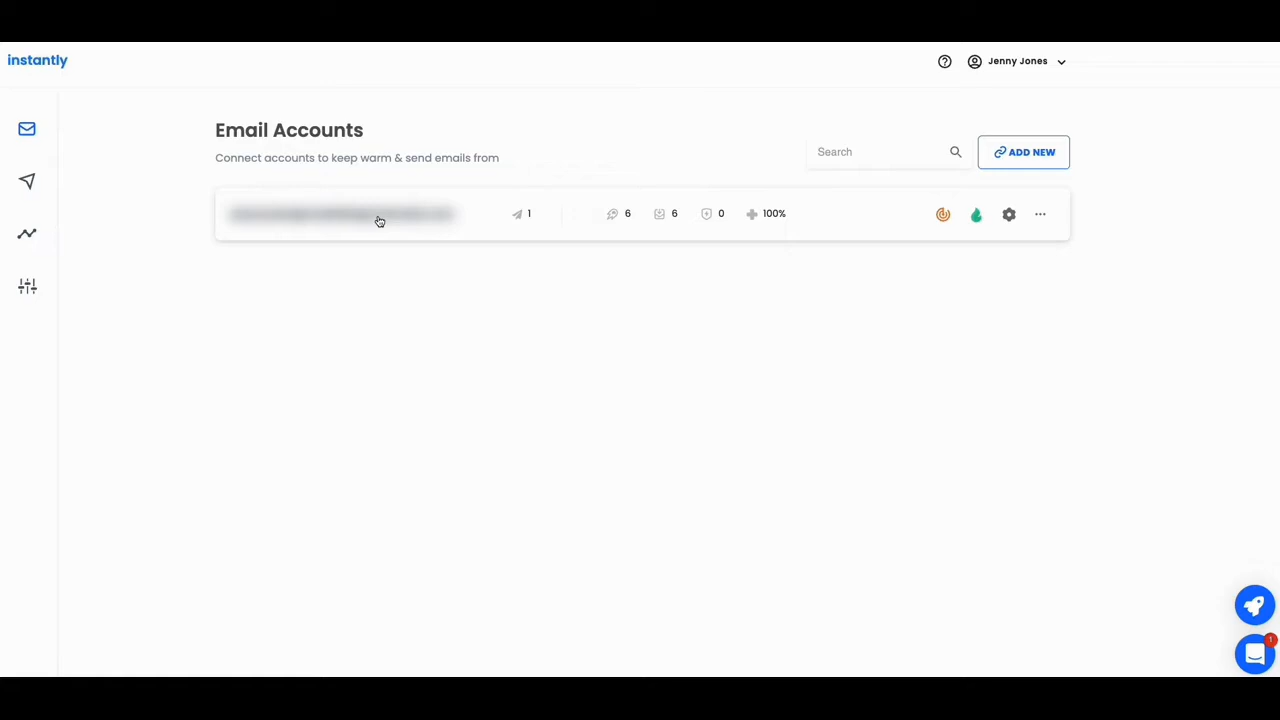 instantly
Jenny Jones
Email Accounts
Connect accounts to keep warm & send emails from
Search
ADD NEW
1 6 6 0 100%
1